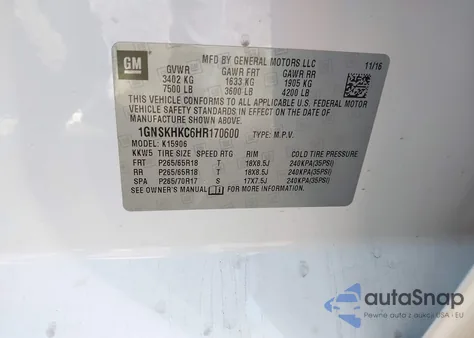 GM
MFD BY GENERAL MOTORS LLC 11/16
GVWR GAWR FRT GAWR RR
3402 KG 1633 KG 1905 KG
7500 LB 3600 LB 4200 LB
THIS VEHICLE CONFORMS TO ALL APPLICABLE U.S. FEDERAL MOTOR
VEHICLE SAFETY STANDARDS IN EFFECT ON THE DATE OF
MANUFACTURE SHOWN ABOVE.
1GNSKHKC6HR170600 TYPE: M.P.V.
MODEL: K15906
KKW5 TIRE SIZE SPEED RTG RIM COLD TIRE PRESSURE
FRT P265/65R18 T 18X8.5J 240KPA(35PSI)
RR P265/65R18 T 18X8.5J 240KPA(35PSI)
SPA P265/70R17 S 17X7.5J 240KPA(35PSI)
SEE OWNER'S MANUAL FOR MORE INFORMATION
autoSnap
Pewne auto z USA - EU